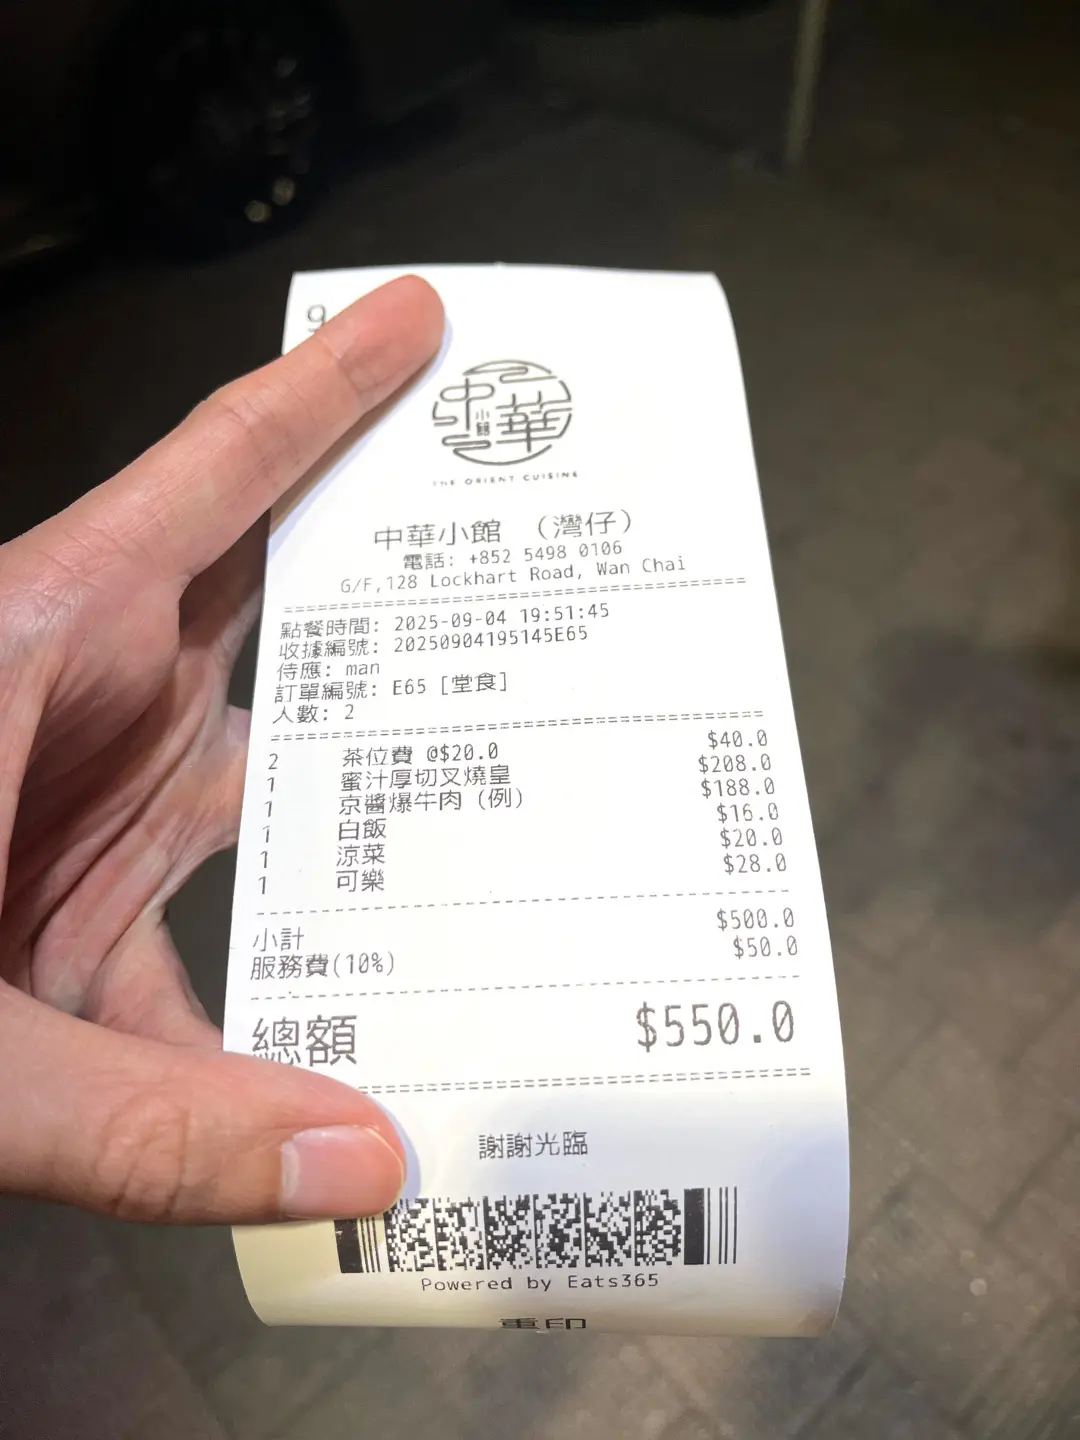 9
中華
小館
THE ORIENT CUISINE
中華小館 （灣仔）
電話: +852 5498 0106
G/F,128 Lockhart Road, Wan Chai
點餐時間: 2025-09-04 19:51:45
收據編號: 20250904195145E65
侍應: man
訂單編號: E65 [堂食]
人數: 2
2 茶位費 @$20.0 $40.0
1 蜜汁厚切叉燒皇 $208.0
1 京醬爆牛肉（例） $188.0
1 白飯 $16.0
1 涼菜 $20.0
1 可樂 $28.0
小計 $500.0
服務費(10%) $50.0
總額 $550.0
謝謝光臨
Powered by Eats365
重印